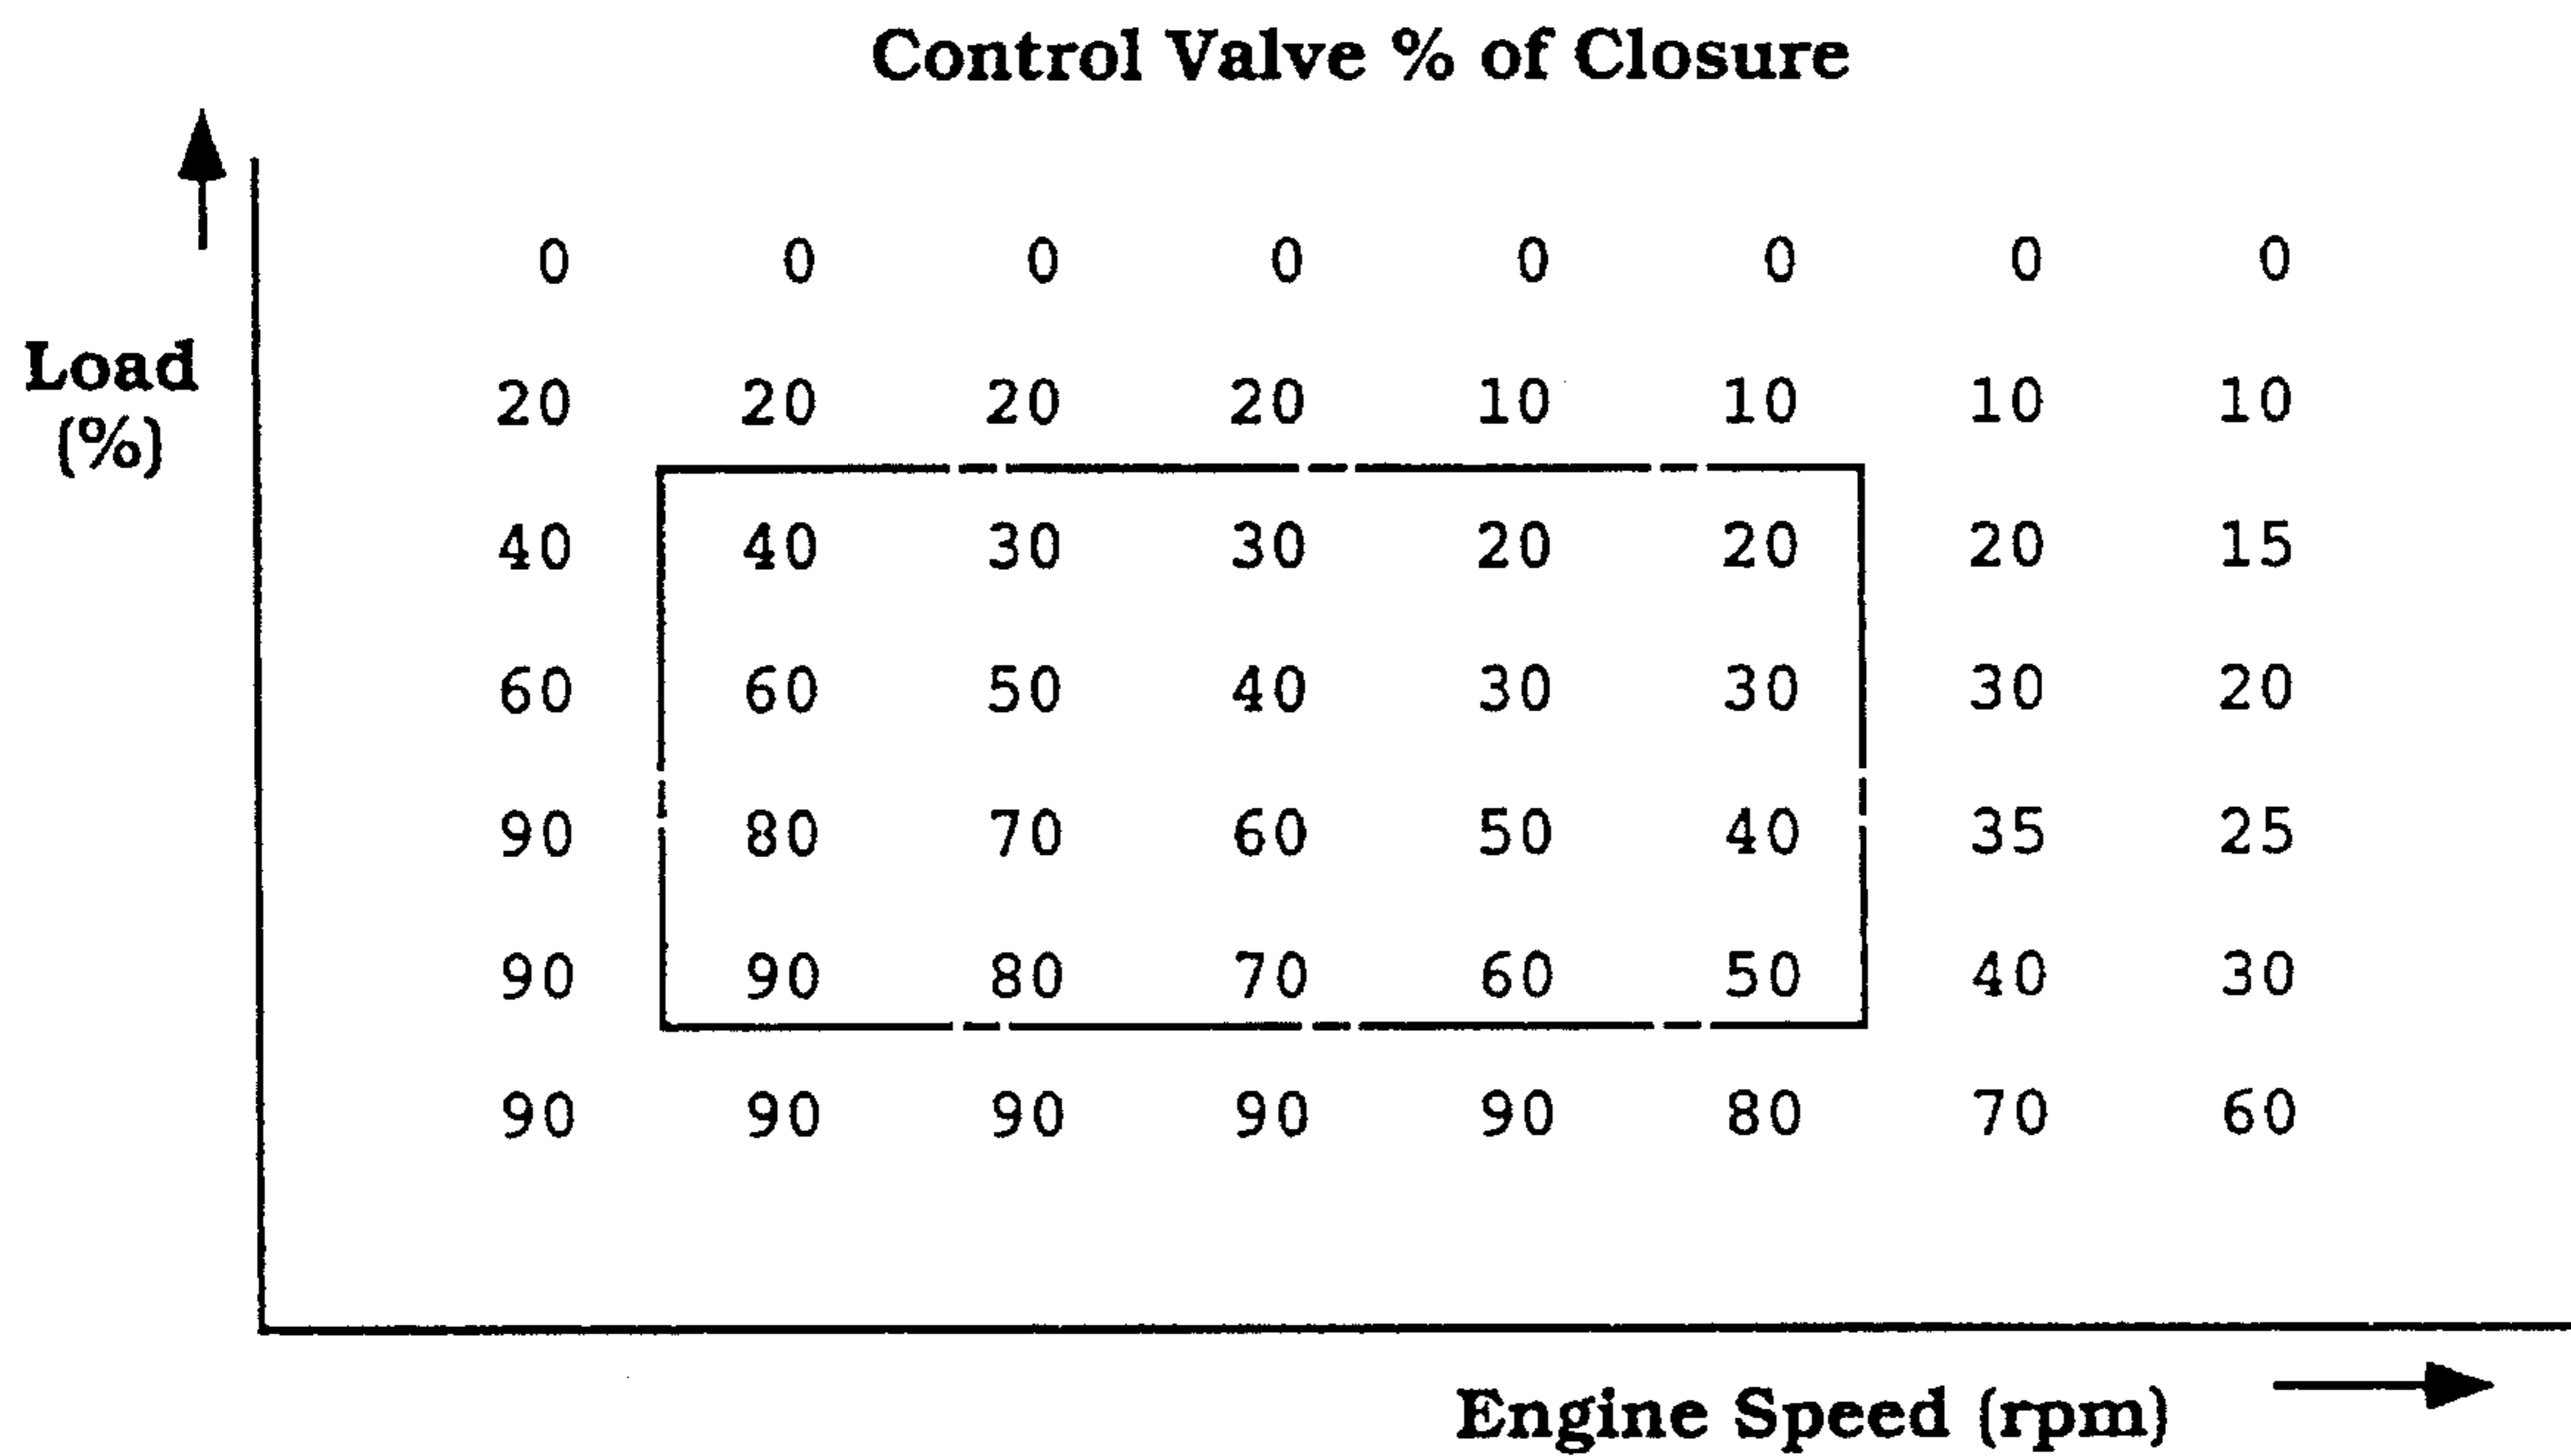 Control Valve % of Closure
0 0 0 0 0 0 0 0
Load
(%)
20 20 20 20 10 10 10 10
40 40 30 30 20 20 20 15
60 60 50 40 30 30 30 20
90 80 70 60 50 40 35 25
90 90 80 70 60 50 40 30
90 90 90 90 90 80 70 60
Engine Speed (rpm)